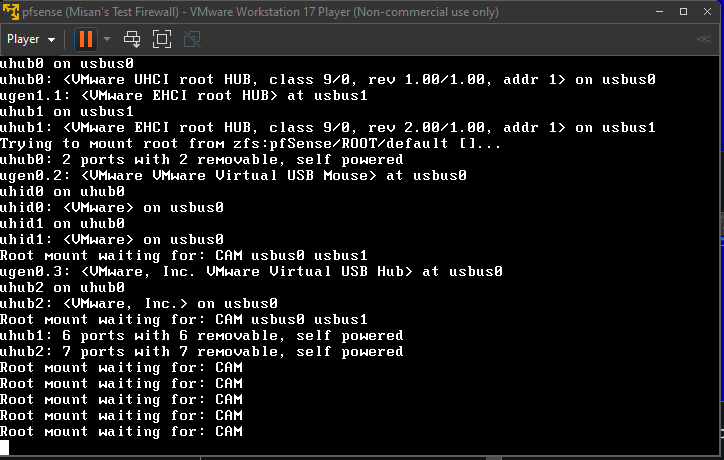 pfsense (Misan's Test Firewall) - VMware Workstation 17 Player (Non-commercial use only)
Player
uhub0 on usbus0
uhub0: <VMware UHCI root HUB, class 9/0, rev 1.00/1.00, addr 1> on usbus0
ugen1.1: <VMware EHCI root HUB> at usbus1
uhub1 on usbus1
uhub1: <VMware EHCI root HUB, class 9/0, rev 2.00/1.00, addr 1> on usbus1
Trying to mount root from zfs:pfSense/ROOT/default []...
uhub0: 2 ports with 2 removable, self powered
ugen0.2: <VMware VMware Virtual USB Mouse> at usbus0
uhid0 on uhub0
uhid0: <VMware> on usbus0
uhid1 on uhub0
uhid1: <VMware> on usbus0
Root mount waiting for: CAM usbus0 usbus1
ugen0.3: <VMware, Inc. VMware Virtual USB Hub> at usbus0
uhub2 on uhub0
uhub2: <VMware, Inc.> on usbus0
Root mount waiting for: CAM usbus0 usbus1
uhub1: 6 ports with 6 removable, self powered
uhub2: 7 ports with 7 removable, self powered
Root mount waiting for: CAM
Root mount waiting for: CAM
Root mount waiting for: CAM
Root mount waiting for: CAM
Root mount waiting for: CAM